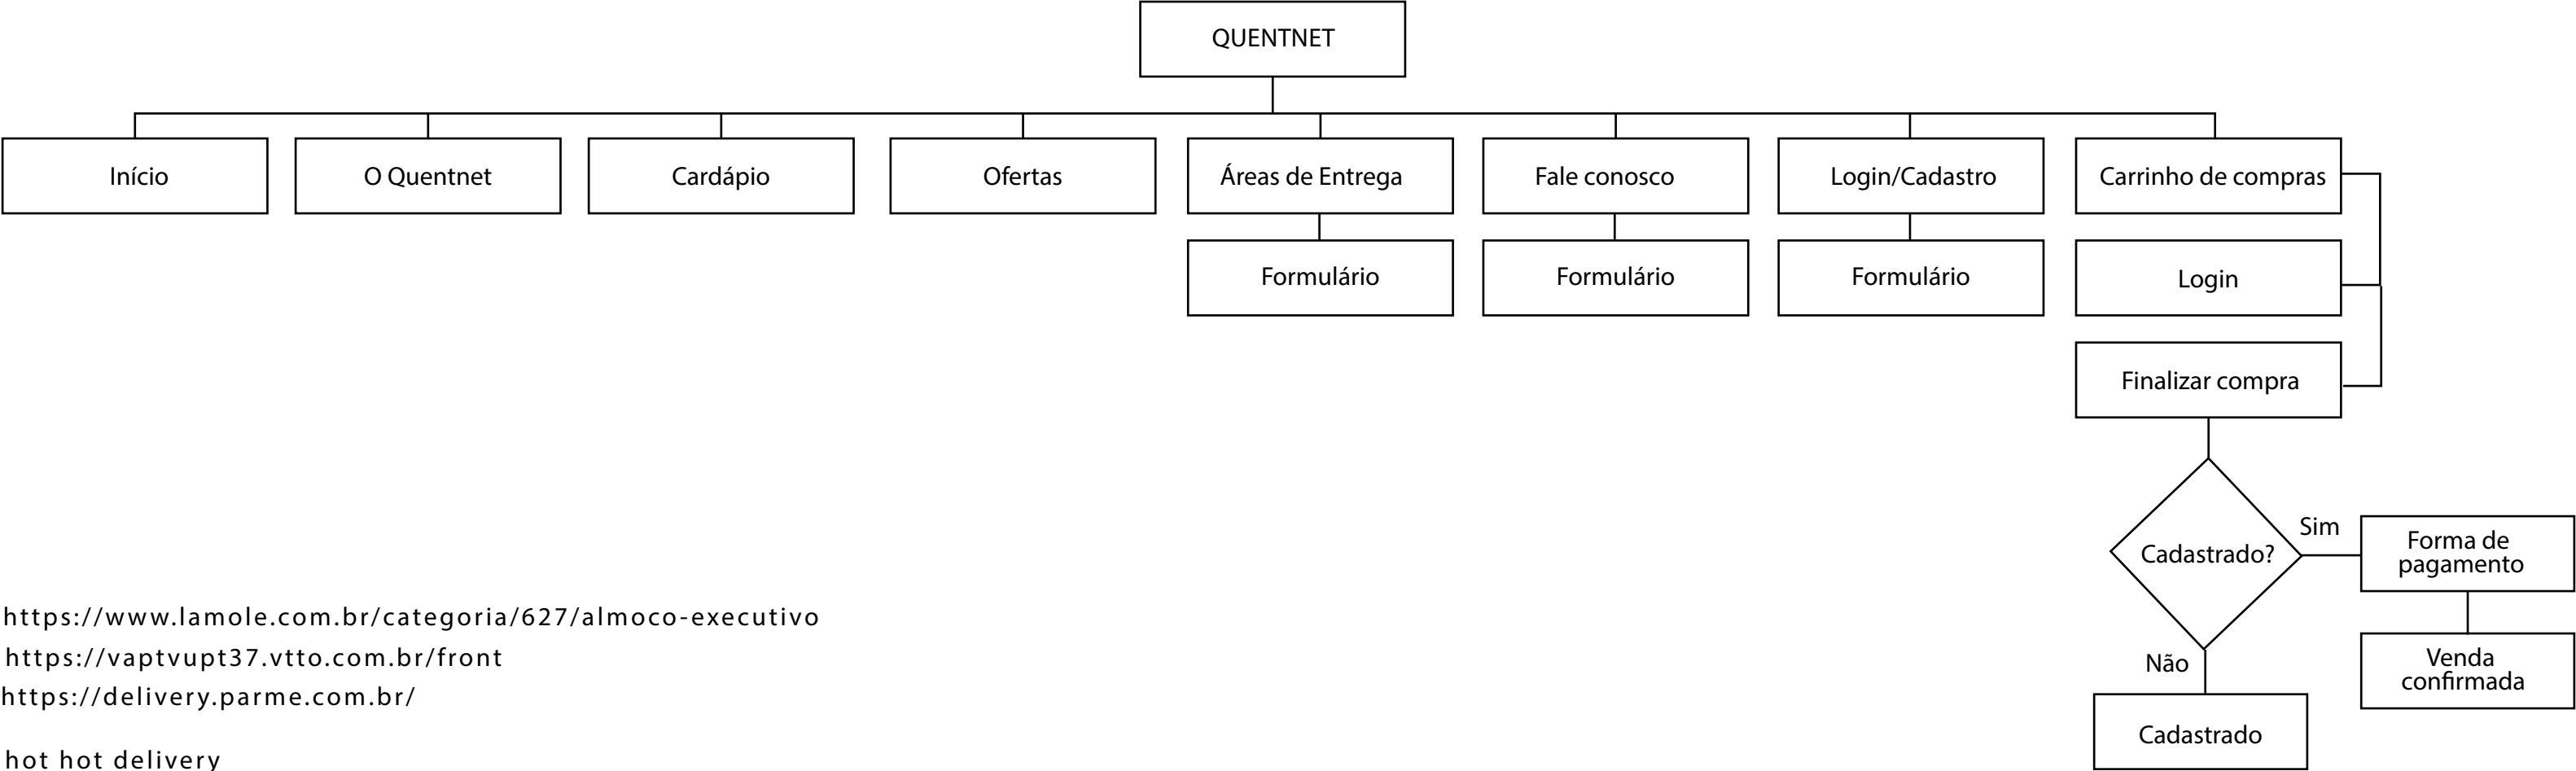 QUENTNET
Início
O Quentnet
Cardápio
Ofertas
Áreas de Entrega
Fale conosco
Login/Cadastro
Carrinho de compras
Formulário
Formulário
Formulário
Login
Finalizar compra
Cadastrado?
Sim
Forma de
pagamento
Não
Venda
confirmada
Cadastrado
https://www.lamole.com.br/categoria/627/almoco-executivo
https://vaptvupt37.vtto.com.br/front
https://delivery.parme.com.br/
hot hot delivery